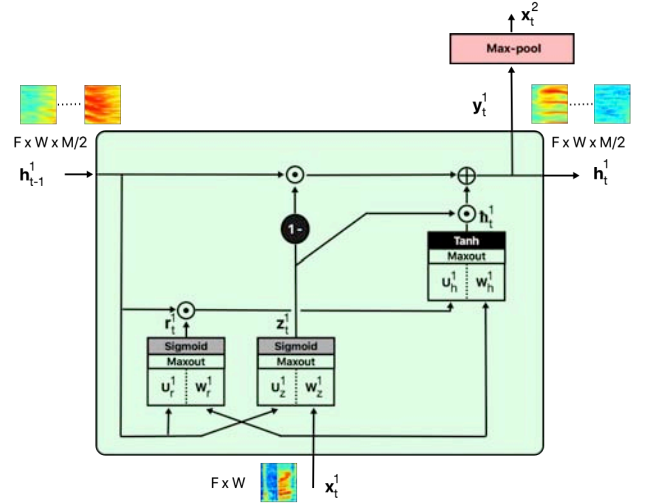 x_t^2
Max-pool
y_t^1
F x W x M/2
F x W x M/2
h_{t-1}^1
h_t^1
1-
ħ_t^1
Tanh
Maxout
U_h^1 W_h^1
r_t^1
z_t^1
Sigmoid
Maxout
U_r^1 W_r^1
Sigmoid
Maxout
U_z^1 W_z^1
F x W
x_t^1